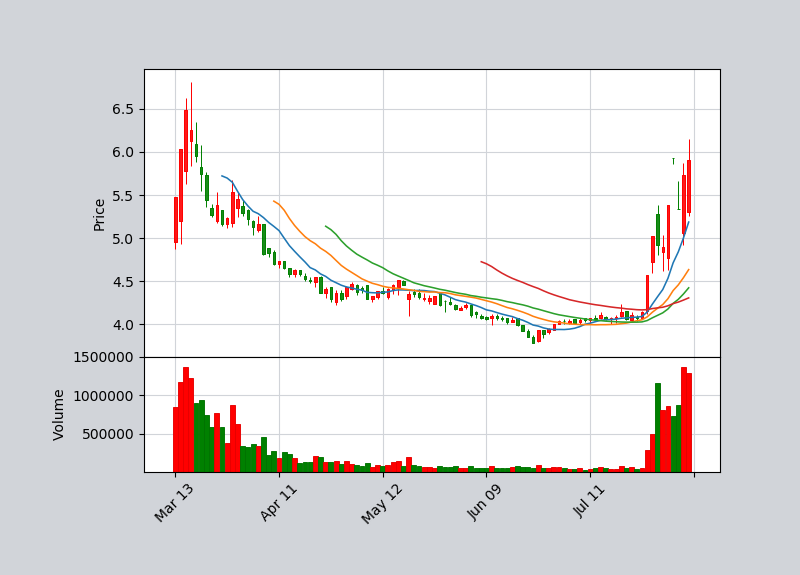 6.5
6.0
5.5
5.0
4.5
4.0
Price
1500000
1000000
500000
Volume
Mar 13
Apr 11
May 12
Jun 09
Jul 11